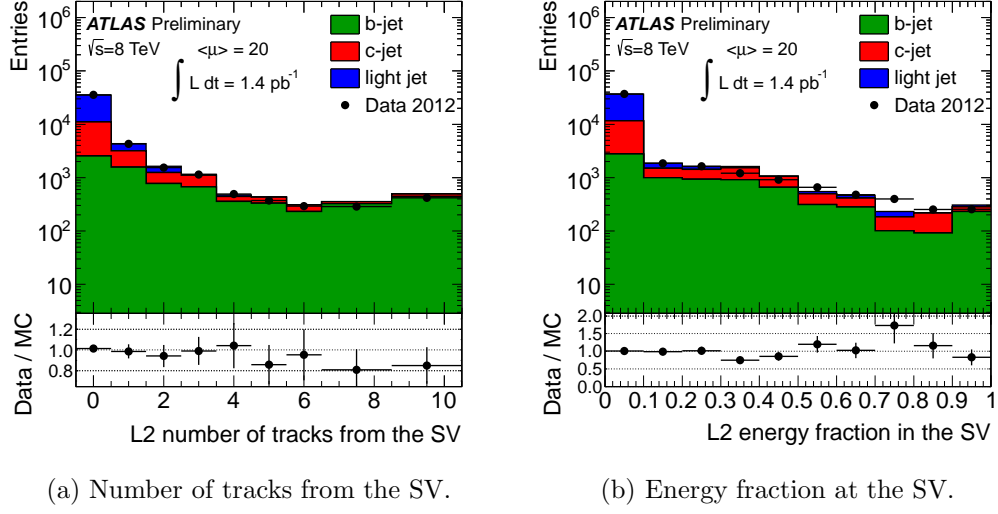 Entries
ATLAS Preliminary
√s=8 TeV <μ> = 20
∫ L dt = 1.4 pb⁻¹
b-jet
c-jet
light jet
Data 2012
10⁶
10⁵
10⁴
10³
10²
10
Data / MC
1.2
1.0
0.8
0 2 4 6 8 10
L2 number of tracks from the SV
(a) Number of tracks from the SV.
Entries
ATLAS Preliminary
√s=8 TeV <μ> = 20
∫ L dt = 1.4 pb⁻¹
b-jet
c-jet
light jet
Data 2012
10⁶
10⁵
10⁴
10³
10²
10
Data / MC
2.0
1.5
1.0
0.5
0.0
0 0.1 0.2 0.3 0.4 0.5 0.6 0.7 0.8 0.9 1
L2 energy fraction in the SV
(b) Energy fraction at the SV.